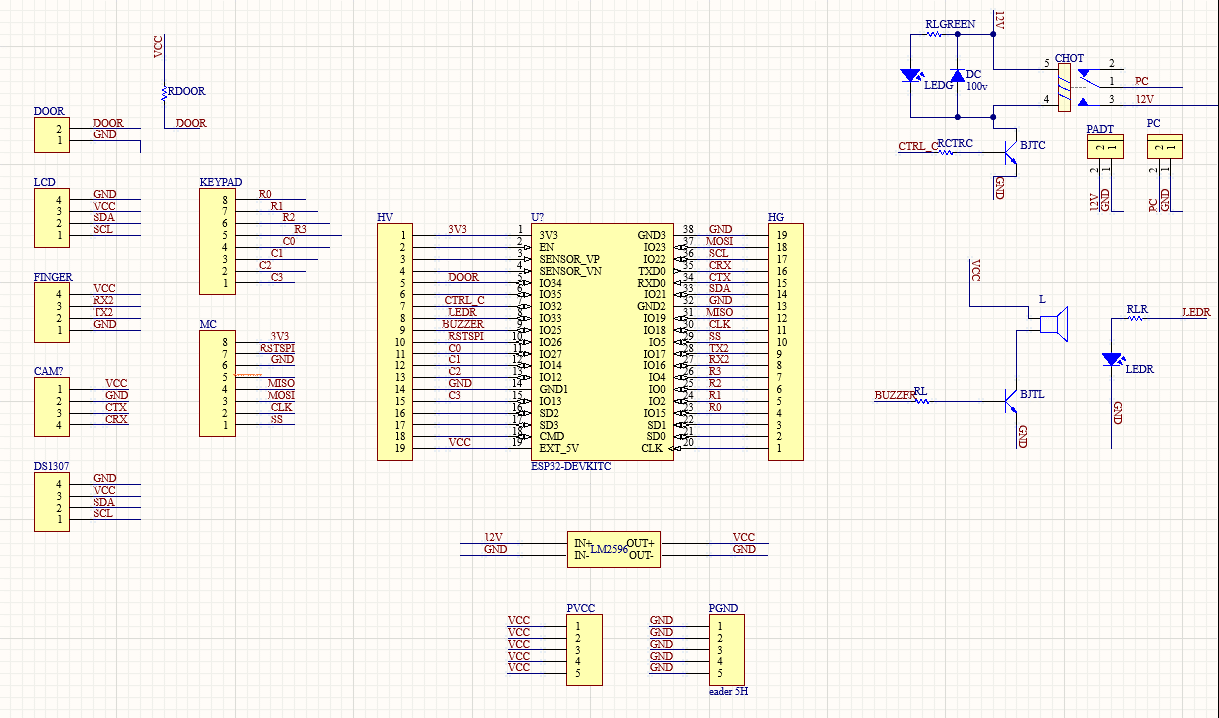 VCC
RDOOR
DOOR
DOOR
2 DOOR
1 GND
LCD
4 GND
3 VCC
2 SDA
1 SCL
KEYPAD
8 R0
7 R1
6 R2
5 R3
4 C0
3 C1
2 C2
1 C3
FINGER
4 VCC
3 RX2
2 TX2
1 GND
MC
8 3V3
7 RSTSPI
6 GND
5
4 MISO
3 MOSI
2 CLK
1 SS
CAM?
1 VCC
2 GND
3 CTX
4 CRX
DS1307
4 GND
3 VCC
2 SDA
1 SCL
HV U? HG
1 3V3 1 3V3 GND3 38 GND 19
2 2 EN IO23 37 MOSI 18
3 3 SENSOR_VP IO22 36 SCL 17
4 4 SENSOR_VN TXD0 35 CRX 16
5 DOOR 5 IO34 RXD0 34 CTX 15
6 6 IO35 IO21 33 SDA 14
7 CTRL_C 7 IO32 GND2 32 GND 13
8 LEDR 8 IO33 IO19 31 MISO 12
9 BUZZER 9 IO25 IO18 30 CLK 11
10 RSTSPI 10 IO26 IO5 29 SS 10
11 C0 11 IO27 IO17 28 TX2 9
12 C1 12 IO14 IO16 27 RX2 8
13 C2 13 IO12 IO4 26 R3 7
14 GND 14 GND1 IO0 25 R2 6
15 C3 15 IO13 IO2 24 R1 5
16 16 SD2 IO15 23 R0 4
17 17 SD3 SD1 22 3
18 18 CMD SD0 21 2
19 VCC 19 EXT_5V CLK 20 1
ESP32-DEVKITC
12V IN+ OUT+ VCC
LM2596
GND IN- OUT- GND
PVCC
VCC 1
VCC 2
VCC 3
VCC 4
VCC 5
PGND
GND 1
GND 2
GND 3
GND 4
GND 5
eader 5H
RLGREEN
12V
LEDG
DC
100v
CHOT
5 2
1 PC
4 3 12V
CTRL_C
RCTRC
BJTC
GND
PADT
2 1
2 1
12V
GND
PC
2 1
2 1
PC
GND
VCC
L
BUZZER
RL
BJTL
GND
RLR
LEDR
LEDR
GND